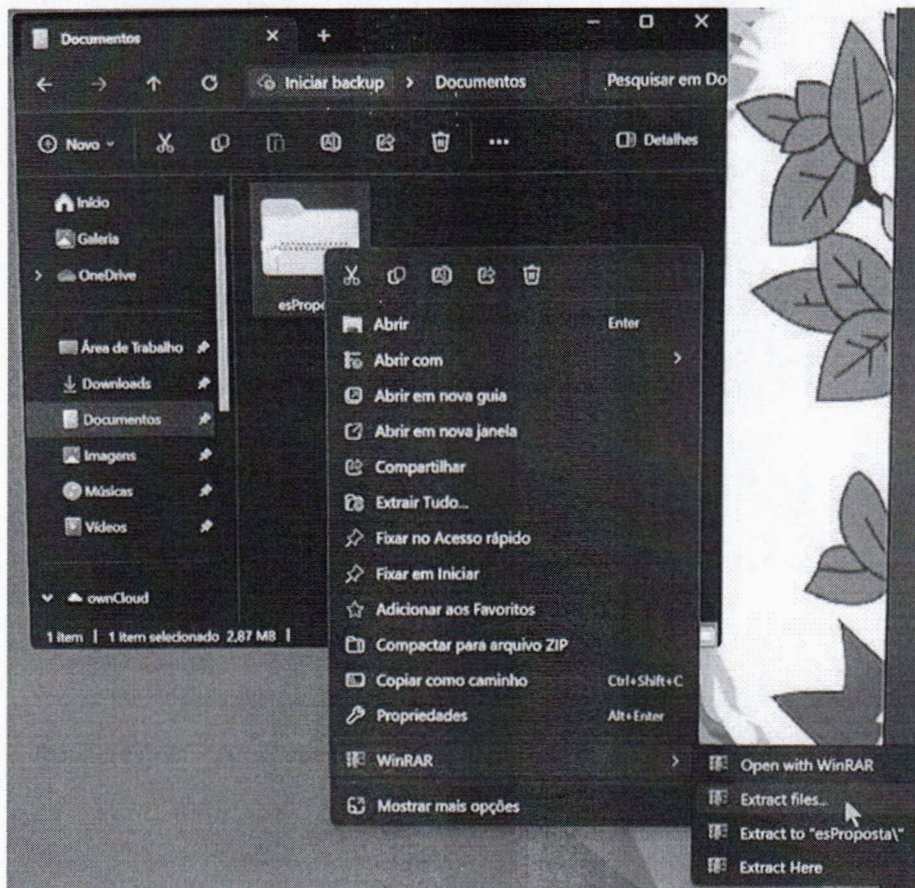 Documentos
Iniciar backup > Documentos
Pesquisar em Do
Novo
Detalhes
Início
Galeria
OneDrive
Área de Trabalho
Downloads
Documentos
Imagens
Músicas
Vídeos
ownCloud
1 item | 1 item selecionado 2,87 MB |
esPropo
Abrir Enter
Abrir com
Abrir em nova guia
Abrir em nova janela
Compartilhar
Extrair Tudo...
Fixar no Acesso rápido
Fixar em Iniciar
Adicionar aos Favoritos
Compactar para arquivo ZIP
Copiar como caminho Ctrl+Shift+C
Propriedades Alt+Enter
WinRAR
Mostrar mais opções
Open with WinRAR
Extract files...
Extract to "esProposta\"
Extract Here